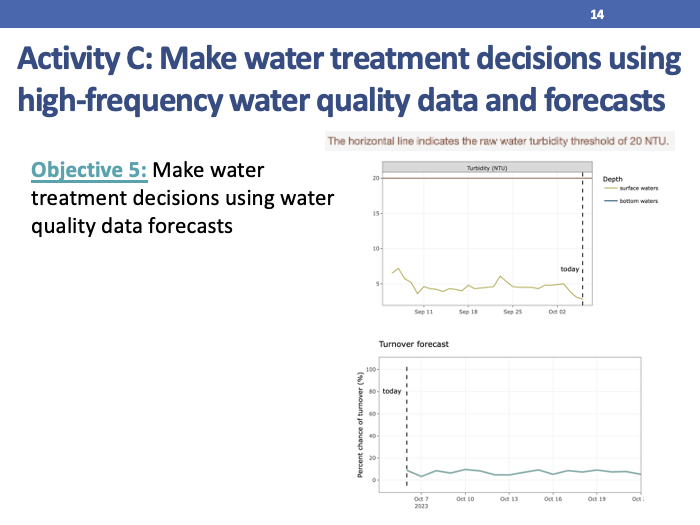 14
Activity C: Make water treatment decisions using
high-frequency water quality data and forecasts
The horizontal line indicates the raw water turbidity threshold of 20 NTU.
Objective 5: Make water
treatment decisions using water
quality data forecasts
Turbidity (NTU)
20
15
10
5
today
Sep 11 Sep 18 Sep 25 Oct 02
Depth
surface waters
bottom waters
Turnover forecast
Percent chance of turnover (%)
100
80
60
40
20
0
today
Oct 7 Oct 10 Oct 13 Oct 16 Oct 19 Oct
2023